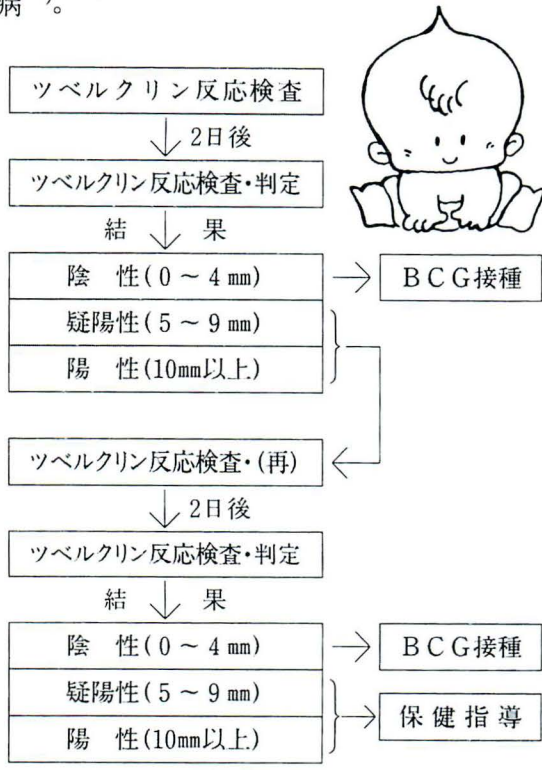 病 〉。
ツベルクリン反応検査
2日後
ツベルクリン反応検査・判定
結 果
陰 性(0~4㎜) BCG接種
疑陽性(5~9㎜)
陽 性(10㎜以上)
ツベルクリン反応検査・(再)
2日後
ツベルクリン反応検査・判定
結 果
陰 性(0~4㎜) BCG接種
疑陽性(5~9㎜)
保健指導
陽 性(10㎜以上)